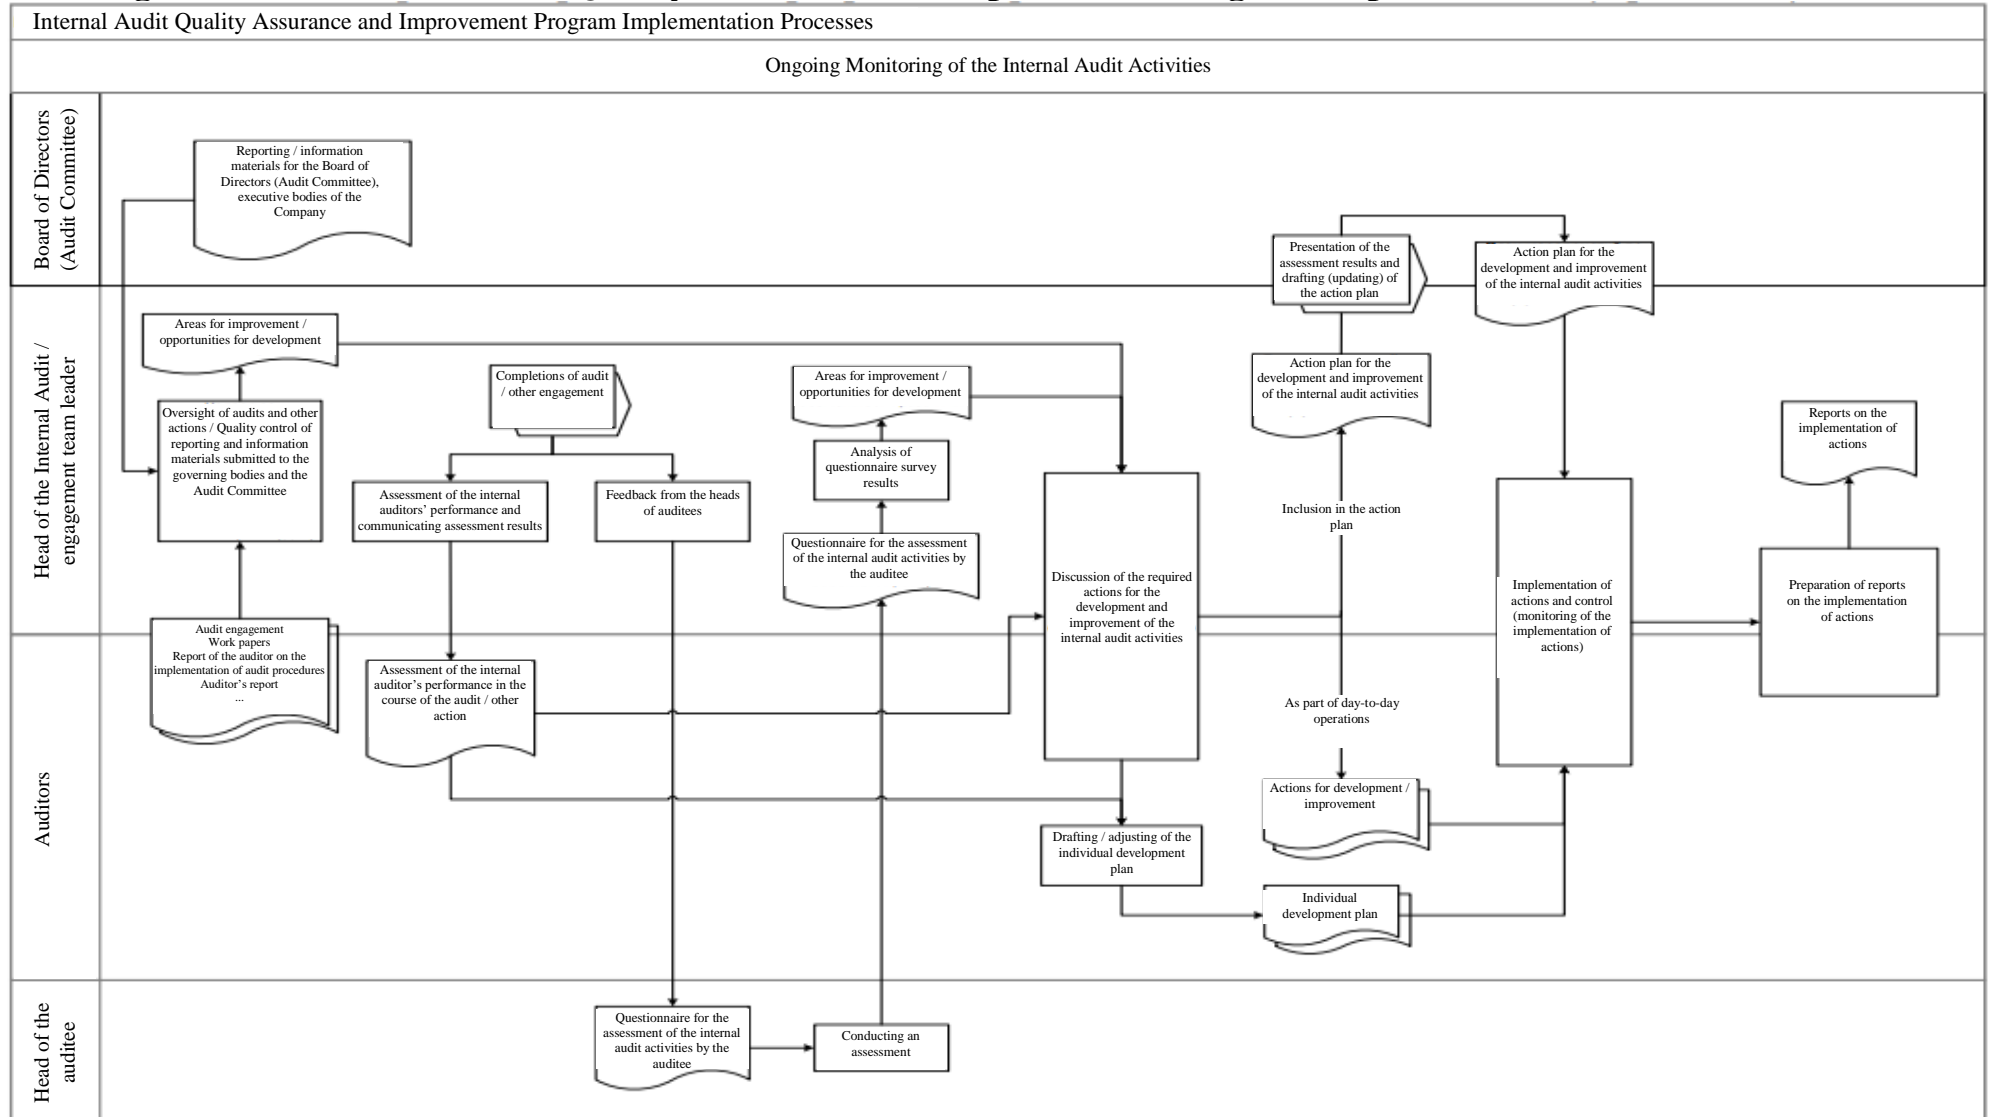 Internal Audit Quality Assurance and Improvement Program Implementation Processes
Ongoing Monitoring of the Internal Audit Activities
Board of Directors
(Audit Committee)
Reporting / information
materials for the Board of
Directors (Audit Committee),
executive bodies of the
Company
Presentation of the
assessment results and
drafting (updating) of
the action plan
Action plan for the
development and improvement
of the internal audit activities
Head of the Internal Audit /
engagement team leader
Areas for improvement /
opportunities for development
Oversight of audits and other
actions / Quality control of
reporting and information
materials submitted to the
governing bodies and the
Audit Committee
Completions of audit
/ other engagement
Assessment of the internal
auditors' performance and
communicating assessment results
Feedback from the heads
of auditees
Areas for improvement /
opportunities for development
Analysis of
questionnaire survey
results
Questionnaire for the assessment
of the internal audit activities by
the auditee
Discussion of the required
actions for the
development and
improvement of the
internal audit activities
Action plan for the
development and improvement
of the internal audit activities
Inclusion in the action
plan
Implementation of
actions and control
(monitoring of the
implementation of
actions)
Reports on the
implementation of
actions
Preparation of reports
on the implementation
of actions
Auditors
Audit engagement
Work papers
Report of the auditor on the
implementation of audit procedures
Auditor's report
...
Assessment of the internal
auditor's performance in the
course of the audit / other
action
As part of day-to-day
operations
Actions for development /
improvement
Drafting / adjusting of the
individual development
plan
Individual
development plan
Head of the
auditee
Questionnaire for the
assessment of the internal
audit activities by the
auditee
Conducting an
assessment